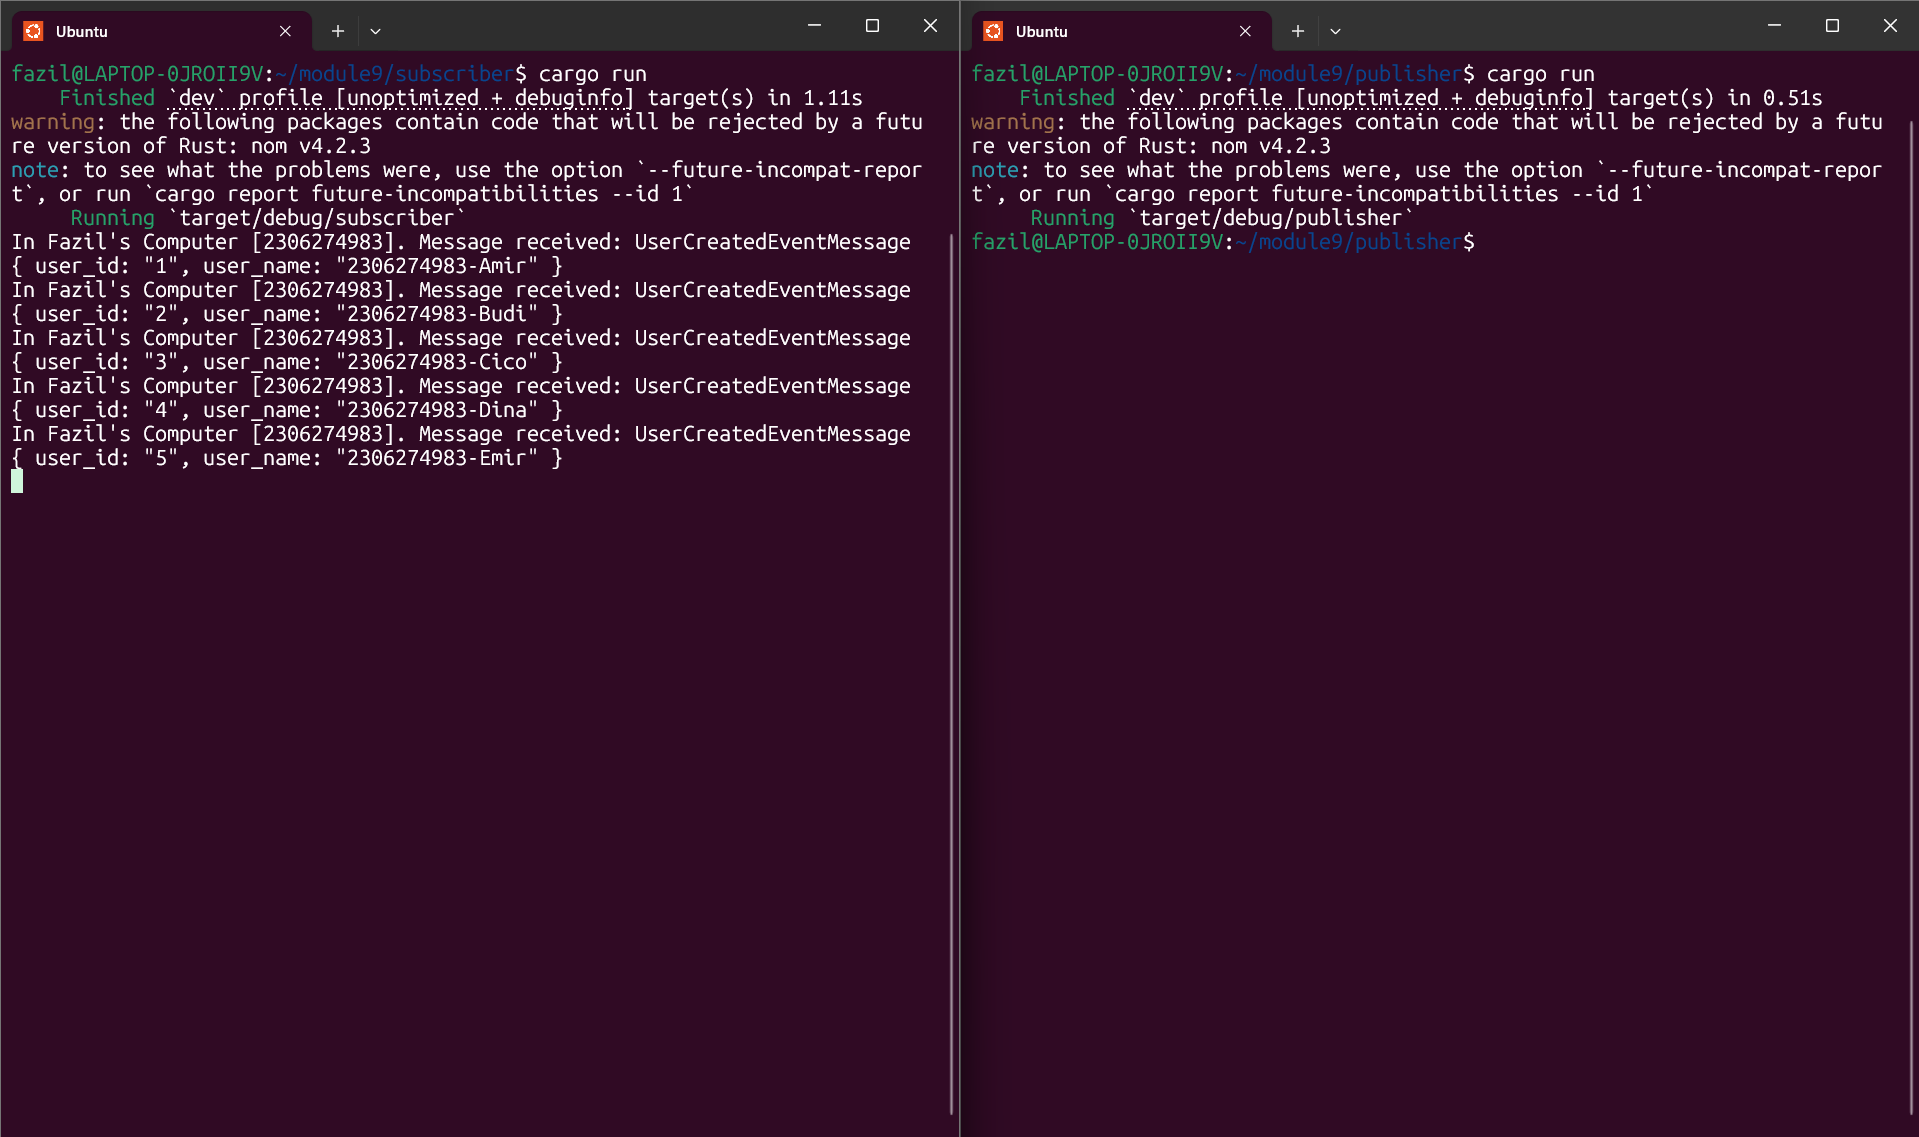 Ubuntu
fazil@LAPTOP-0JROII9V:~/module9/subscriber$ cargo run
    Finished `dev` profile [unoptimized + debuginfo] target(s) in 1.11s
warning: the following packages contain code that will be rejected by a futu
re version of Rust: nom v4.2.3
note: to see what the problems were, use the option `--future-incompat-repor
t`, or run `cargo report future-incompatibilities --id 1`
     Running `target/debug/subscriber`
In Fazil's Computer [2306274983]. Message received: UserCreatedEventMessage
{ user_id: "1", user_name: "2306274983-Amir" }
In Fazil's Computer [2306274983]. Message received: UserCreatedEventMessage
{ user_id: "2", user_name: "2306274983-Budi" }
In Fazil's Computer [2306274983]. Message received: UserCreatedEventMessage
{ user_id: "3", user_name: "2306274983-Cico" }
In Fazil's Computer [2306274983]. Message received: UserCreatedEventMessage
{ user_id: "4", user_name: "2306274983-Dina" }
In Fazil's Computer [2306274983]. Message received: UserCreatedEventMessage
{ user_id: "5", user_name: "2306274983-Emir" }
Ubuntu
fazil@LAPTOP-0JROII9V:~/module9/publisher$ cargo run
    Finished `dev` profile [unoptimized + debuginfo] target(s) in 0.51s
warning: the following packages contain code that will be rejected by a futu
re version of Rust: nom v4.2.3
note: to see what the problems were, use the option `--future-incompat-repor
t`, or run `cargo report future-incompatibilities --id 1`
     Running `target/debug/publisher`
fazil@LAPTOP-0JROII9V:~/module9/publisher$